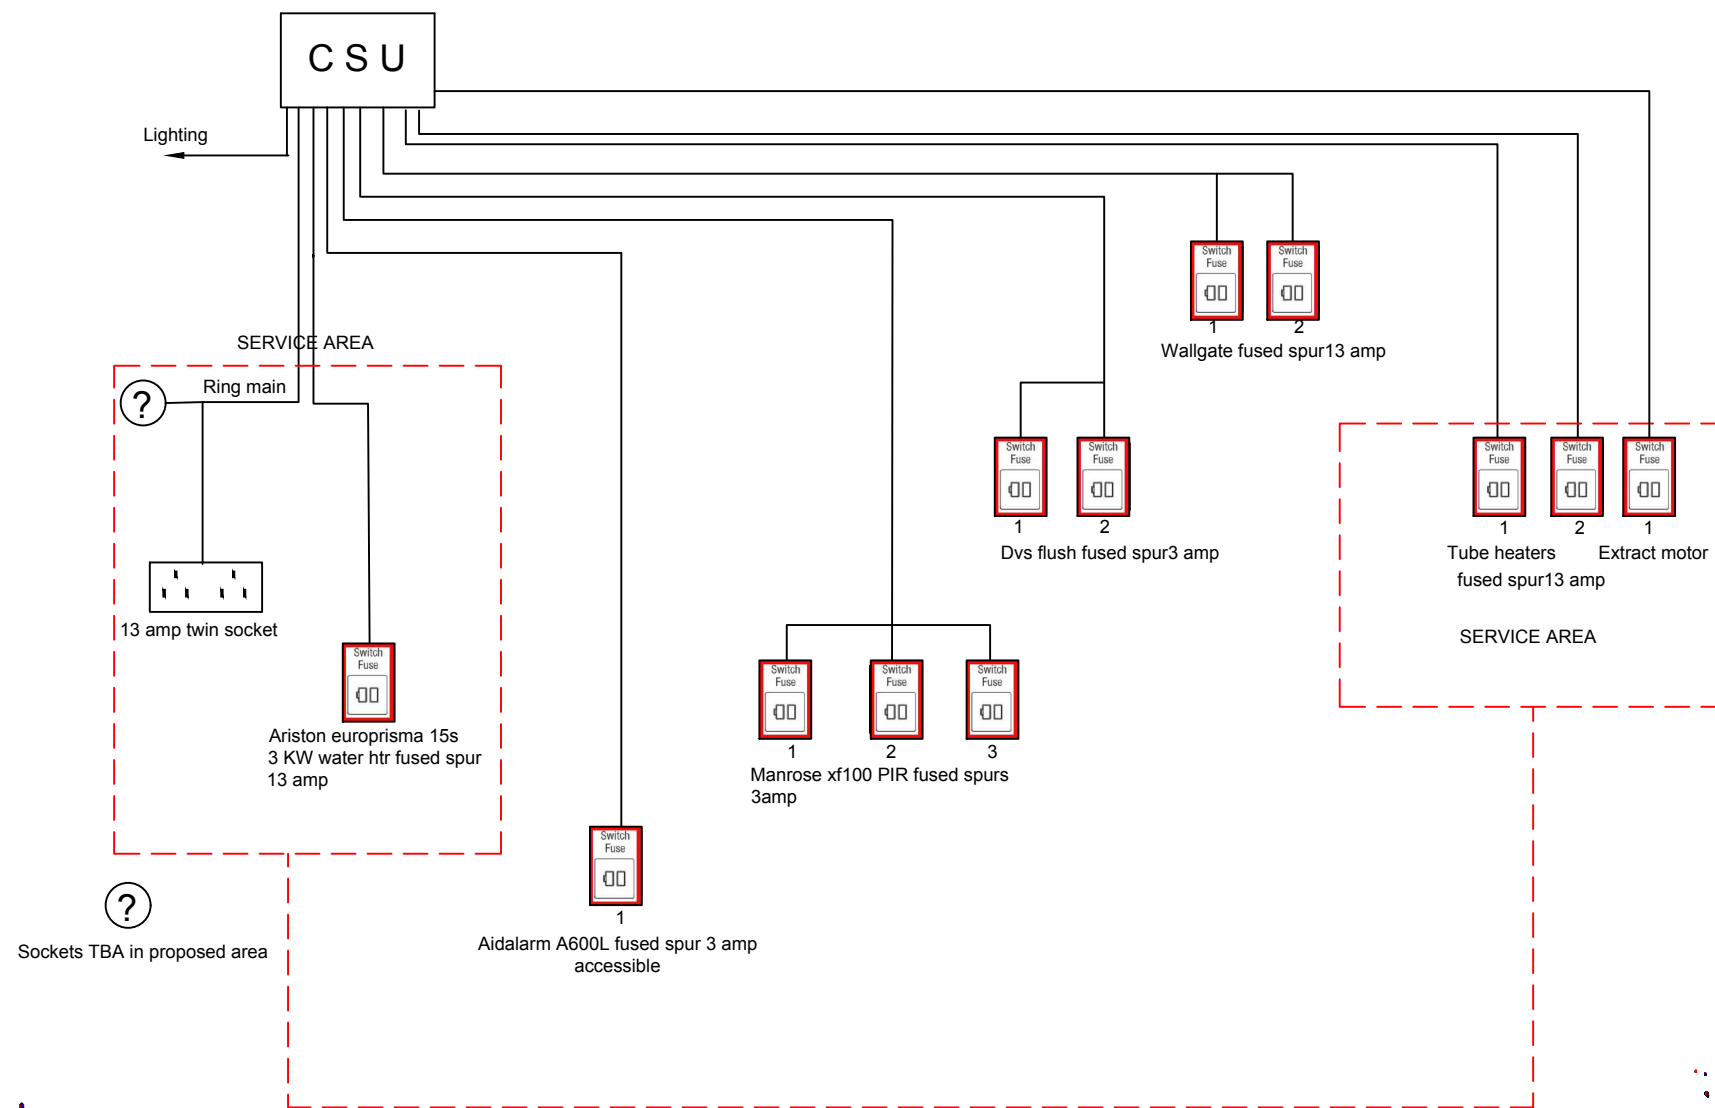 C S U
Lighting
SERVICE AREA
Ring main
?
13 amp twin socket
Switch
Fuse
Ariston europrisma 15s
3 KW water htr fused spur
13 amp
?
Sockets TBA in proposed area
Switch
Fuse
1
Aidalarm A600L fused spur 3 amp
accessible
Switch
Fuse
1
Switch
Fuse
2
Switch
Fuse
3
Manrose xf100 PIR fused spurs
3amp
Switch
Fuse
1
Switch
Fuse
2
Dvs flush fused spur3 amp
Switch
Fuse
1
Switch
Fuse
2
Wallgate fused spur13 amp
Switch
Fuse
1
Switch
Fuse
2
Tube heaters
fused spur13 amp
Switch
Fuse
1
Extract motor
SERVICE AREA